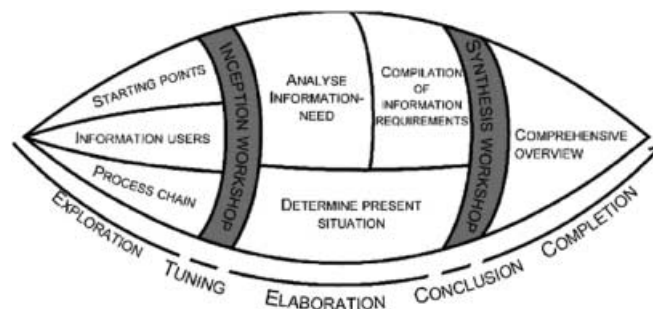 STARTING POINTS
INFORMATION USERS
PROCESS CHAIN
INCEPTION WORKSHOP
ANALYSE
INFORMATION-
NEED
COMPILATION
OF
INFORMATION
REQUIREMENTS
DETERMINE PRESENT
SITUATION
SYNTHESIS WORKSHOP
COMPREHENSIVE
OVERVIEW
EXPLORATION
TUNING
ELABORATION
CONCLUSION
COMPLETION